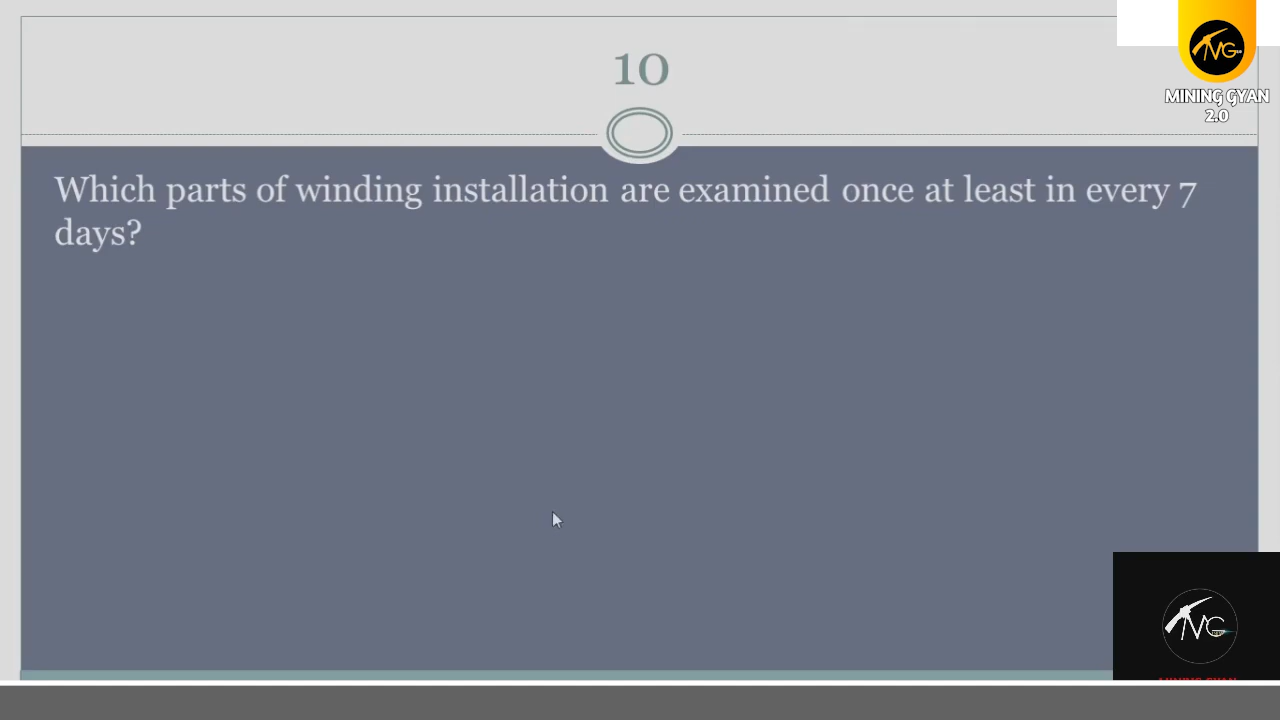 10
MINING GYAN
2.0
Which parts of winding installation are examined once at least in every 7
days?
MG